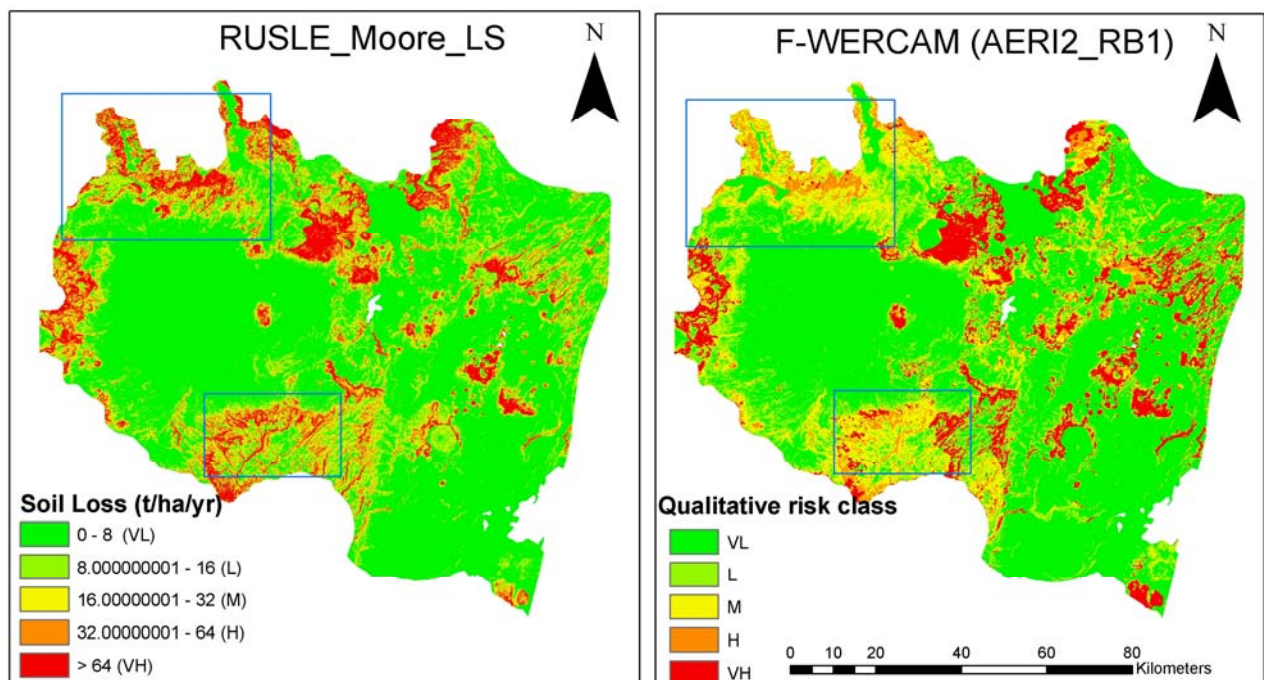 RUSLE_Moore_LS
N
Soil Loss (t/ha/yr)
0 - 8 (VL)
8.000000001 - 16 (L)
16.00000001 - 32 (M)
32.00000001 - 64 (H)
> 64 (VH)
F-WERCAM (AERI2_RB1)
N
Qualitative risk class
VL
L
M
H
VH
0 10 20 40 60 80
Kilometers